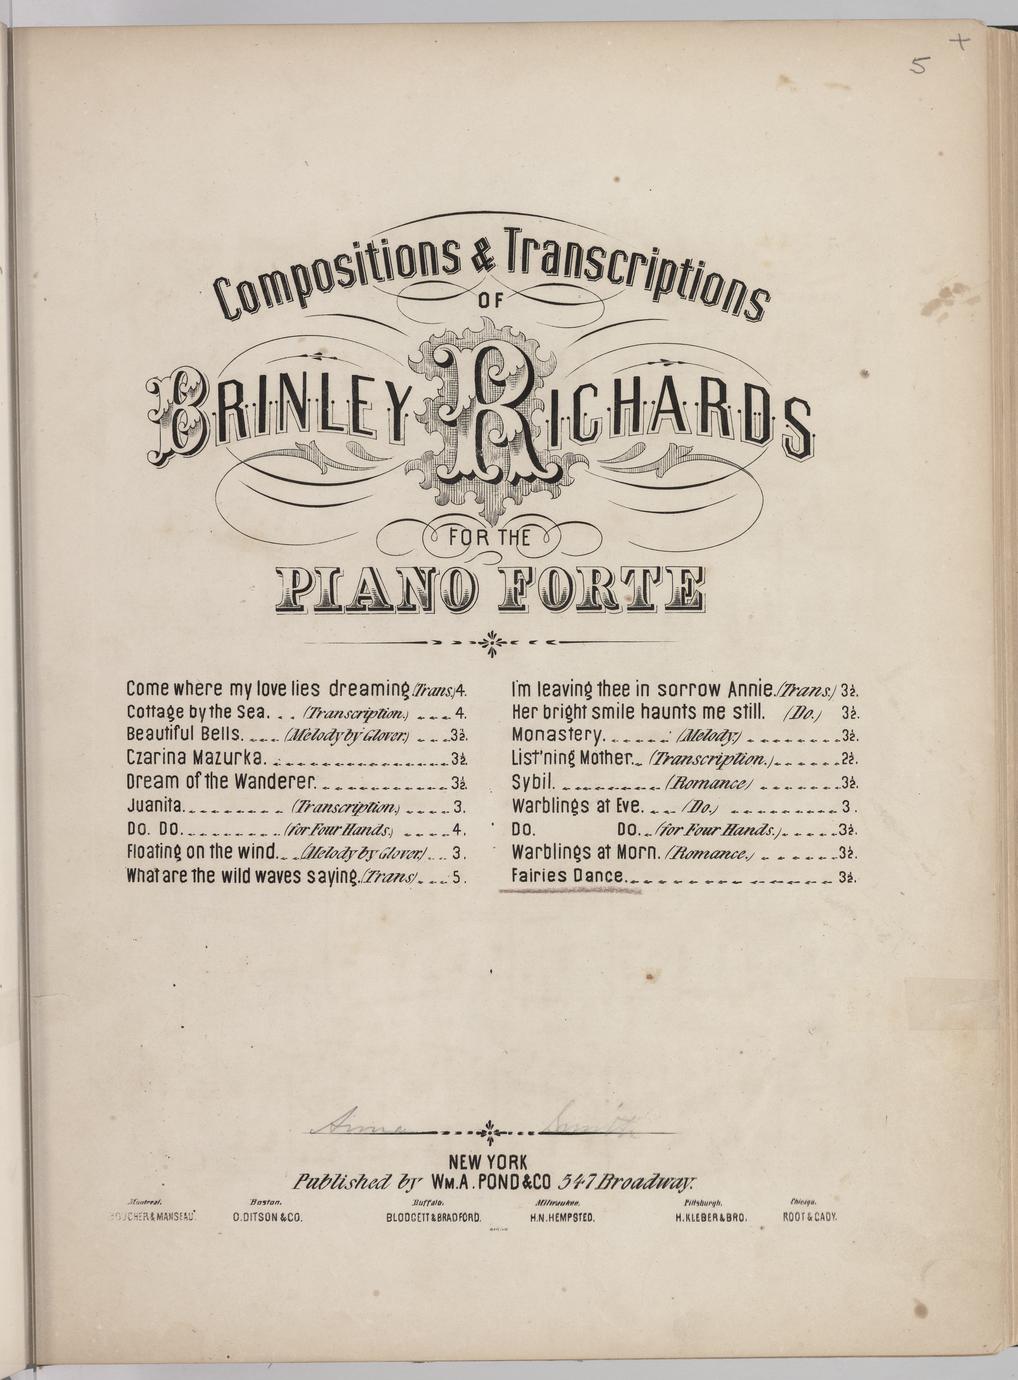 +
5
Compositions & Transcriptions
OF
BRINLEY RICHARDS
FOR THE
PIANO FORTE
Come where my love lies dreaming (Trans.) 4.
Cottage by the Sea. . . (Transcription.) . . . . 4.
Beautiful Bells. . . . . (Melody by Glover.) . . . . 3½.
Czarina Mazurka. . . . . . . . . . . . . . . . . 3½.
Dream of the Wanderer. . . . . . . . . . . . 3½.
Juanita. . . . . . . . . (Transcription.) . . . . . 3.
Do. Do. . . . . . . . . (for Four Hands.) . . . . 4.
Floating on the wind. . . (Melody by Glover.) . . . 3.
What are the wild waves saying. (Trans) . . . 5.
I'm leaving thee in sorrow Annie. (Trans.) 3½.
Her bright smile haunts me still. (Do.) 3½.
Monastery. . . . . . (Melody) . . . . . . . . 3½.
List'ning Mother. . (Transcription.) . . . . . . 2½.
Sybil. . . . . . . . . . (Romance) . . . . . . . 3½.
Warblings at Eve. . . . (Do.) . . . . . . . . . 3.
Do. Do. . . (for Four Hands.) . . . . . 3½.
Warblings at Morn. (Romance.) . . . . . . 3½.
Fairies Dance. . . . . . . . . . . . . . . . . 3½.
Anna Smith
NEW YORK
Published by WM. A. POND & CO 547 Broadway.
Montreal. Boston. Buffalo. Milwaukee. Pittsburgh. Chicago.
BOUCHER & MANSEAU. O. DITSON & CO. BLODGETT & BRADFORD. H. N. HEMPSTED. H. KLEBER & BRO. ROOT & CADY.